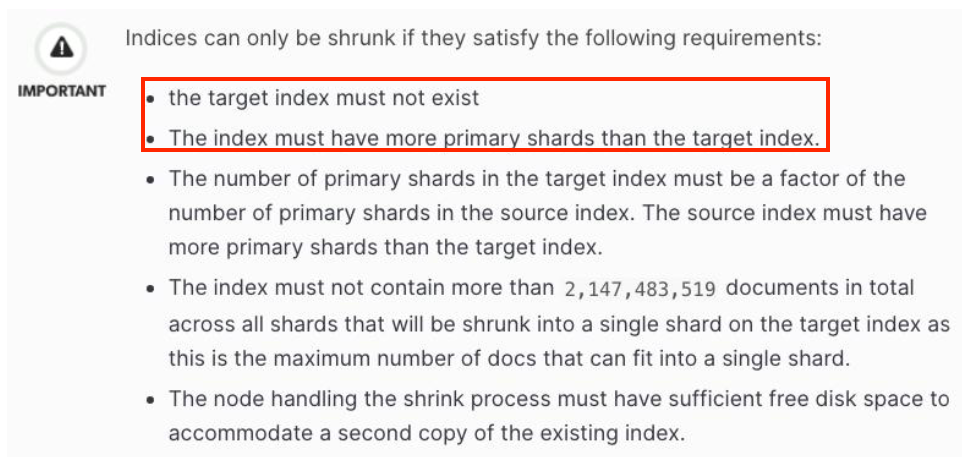 Indices can only be shrunk if they satisfy the following requirements:
IMPORTANT
• the target index must not exist
• The index must have more primary shards than the target index.
• The number of primary shards in the target index must be a factor of the
number of primary shards in the source index. The source index must have
more primary shards than the target index.
• The index must not contain more than 2,147,483,519 documents in total
across all shards that will be shrunk into a single shard on the target index as
this is the maximum number of docs that can fit into a single shard.
• The node handling the shrink process must have sufficient free disk space to
accommodate a second copy of the existing index.